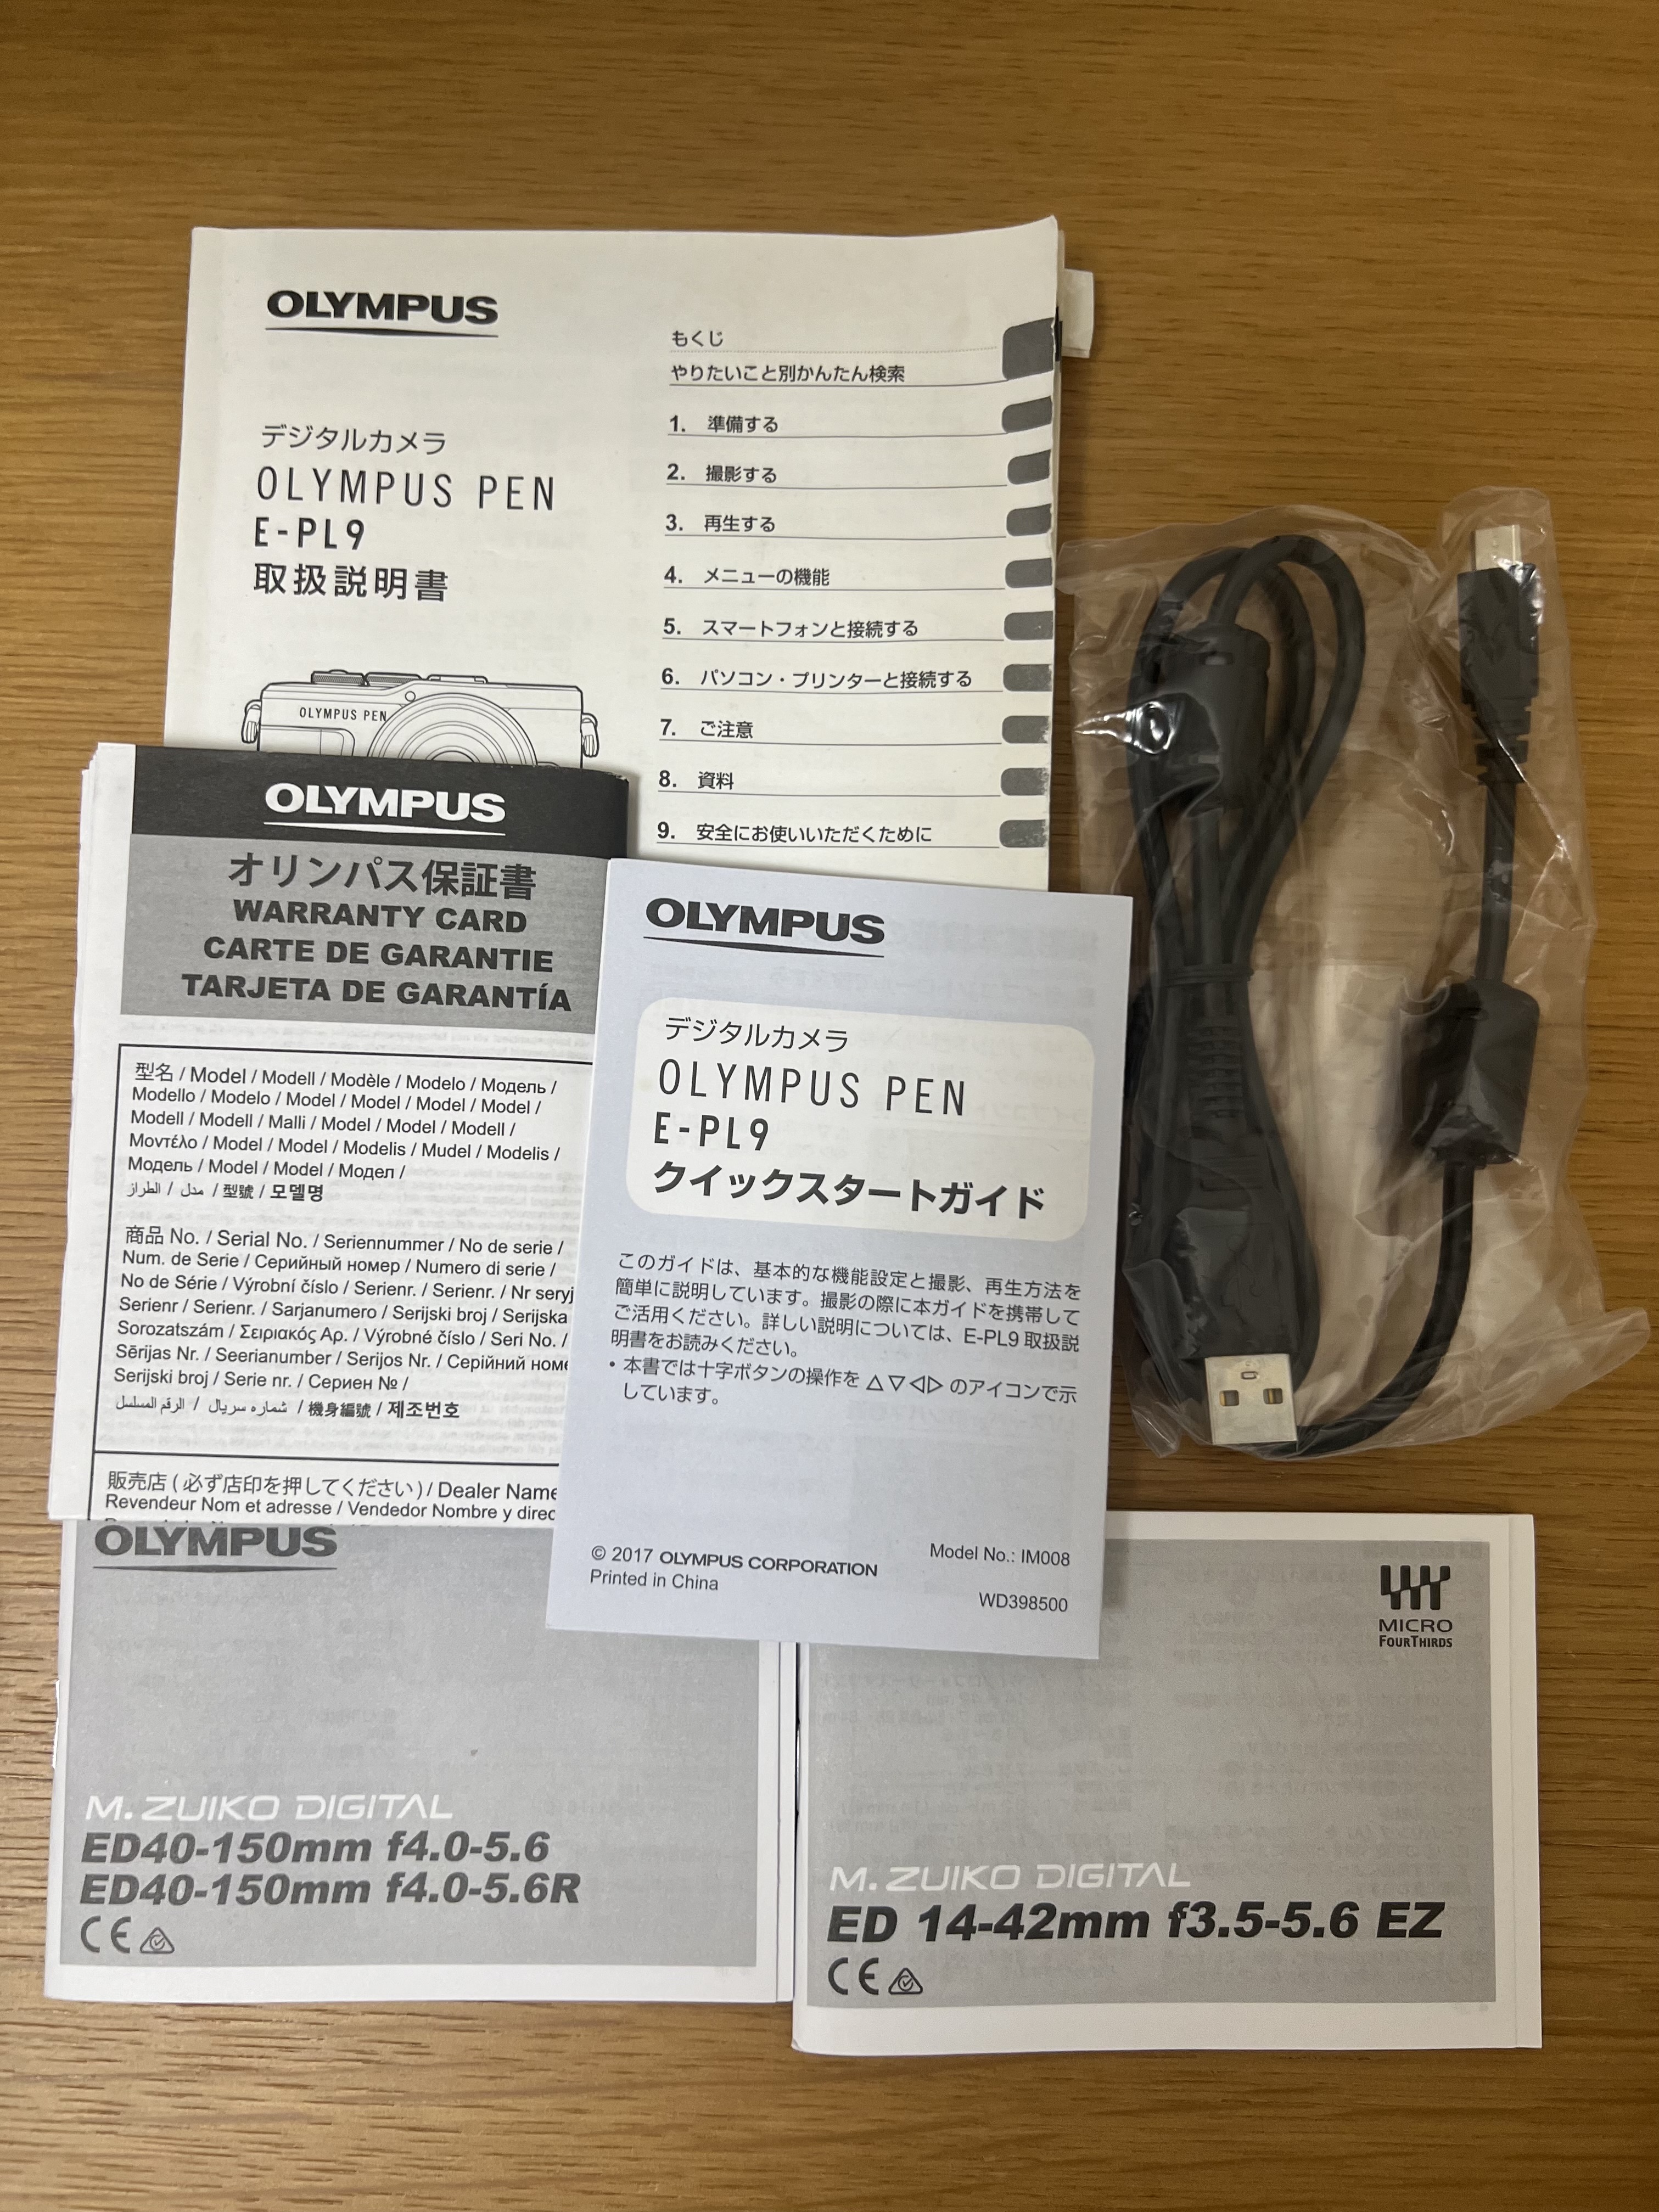 OLYMPUS
デジタルカメラ
OLYMPUS PEN
E-PL9
取扱説明書
OLYMPUS PEN
もくじ
やりたいこと別かんたん検索
1. 準備する
2. 撮影する
3. 再生する
4. メニューの機能
5. スマートフォンと接続する
6. パソコン・プリンターと接続する
7. ご注意
8. 資料
9. 安全にお使いいただくために
OLYMPUS
オリンパス保証書
WARRANTY CARD
CARTE DE GARANTIE
TARJETA DE GARANTÍA
型名 / Model / Modell / Modèle / Modelo / Модель /
Modello / Modelo / Model / Model / Model / Model /
Modell / Modell / Malli / Model / Model / Modell /
Μοντέλο / Model / Model / Modelis / Mudel / Modelis /
Модель / Model / Model / Модел /
مدل / الطراز / 型號 / 모델명
商品 No. / Serial No. / Seriennummer / No de serie /
Num. de Serie / Серийный номер / Numero di serie /
No de Série / Výrobní číslo / Serienr. / Serienr. / Nr seryj
Serienr / Serienr. / Sarjanumero / Serijski broj / Serijska
Sorozatszám / Σειριακός Αρ. / Výrobné číslo / Seri No. /
Sērijas Nr. / Seerianumber / Serijos Nr. / Серійний номе
Serijski broj / Serie nr. / Сериен № /
شماره سریال / الرقم المسلسل / 機身編號 / 제조번호
販売店 ( 必ず店印を押してください ) / Dealer Name
Revendeur Nom et adresse / Vendedor Nombre y direc
OLYMPUS
デジタルカメラ
OLYMPUS PEN
E-PL9
クイックスタートガイド
このガイドは、基本的な機能設定と撮影、再生方法を
簡単に説明しています。撮影の際に本ガイドを携帯して
ご活用ください。詳しい説明については、E-PL9 取扱説
明書をお読みください。
• 本書では十字ボタンの操作を △▽◁▷ のアイコンで示
しています。
© 2017 OLYMPUS CORPORATION
Printed in China
Model No.: IM008
WD398500
OLYMPUS
M.ZUIKO DIGITAL
ED40-150mm f4.0-5.6
ED40-150mm f4.0-5.6R
CE
MICRO
FOURTHIRDS
M.ZUIKO DIGITAL
ED 14-42mm f3.5-5.6 EZ
CE